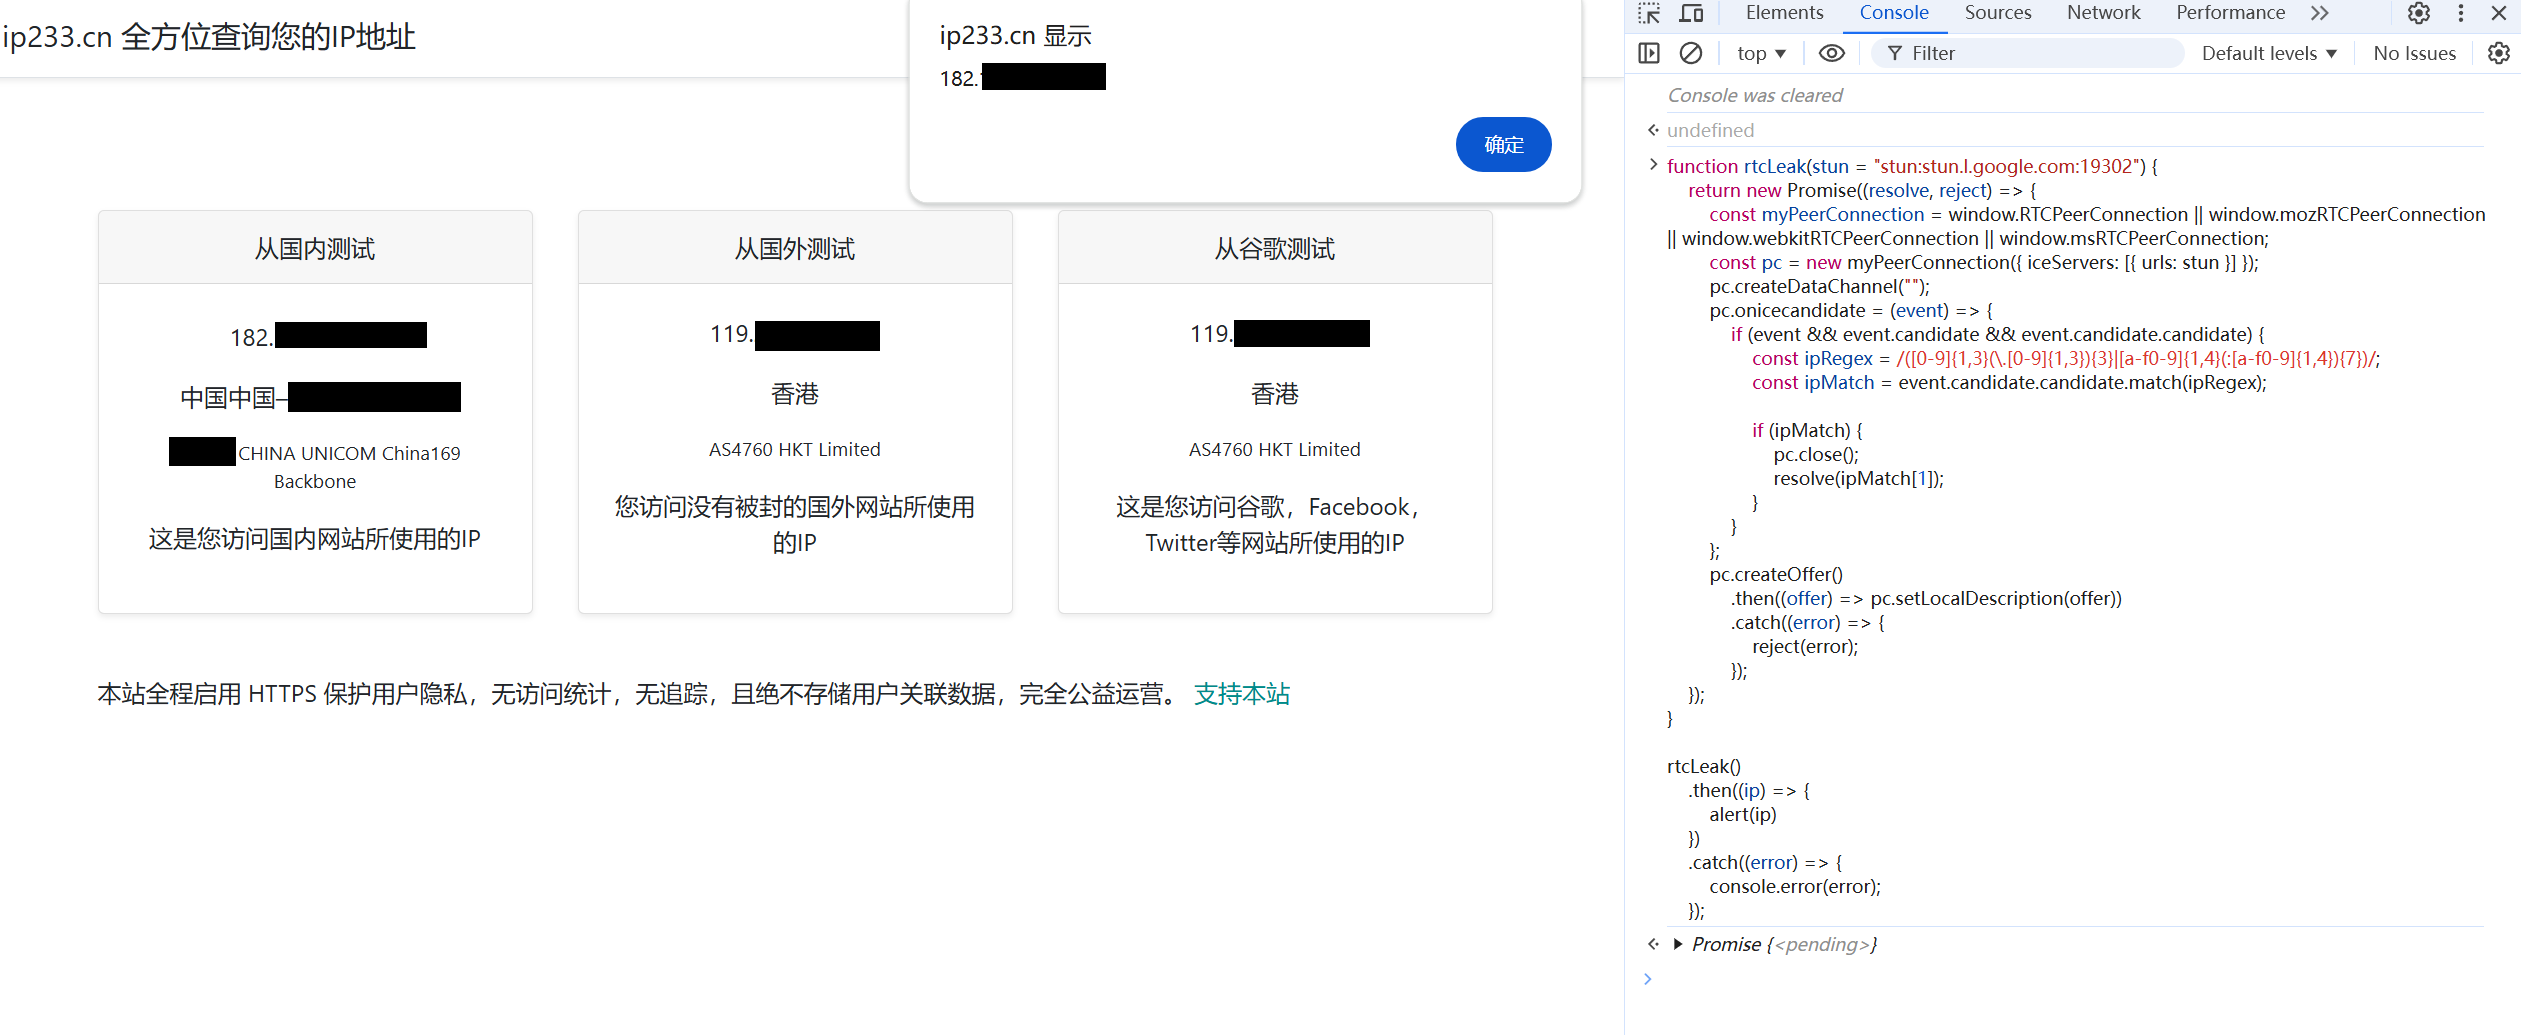 ip233.cn 全方位查询您的IP地址
ip233.cn 显示
182.
确定
从国内测试
182.
中国中国–
CHINA UNICOM China169
Backbone
这是您访问国内网站所使用的IP
从国外测试
119.
香港
AS4760 HKT Limited
您访问没有被封的国外网站所使用
的IP
从谷歌测试
119.
香港
AS4760 HKT Limited
这是您访问谷歌，Facebook，
Twitter等网站所使用的IP
本站全程启用 HTTPS 保护用户隐私，无访问统计，无追踪，且绝不存储用户关联数据，完全公益运营。 支持本站
Elements Console Sources Network Performance
top Filter Default levels No Issues
Console was cleared
undefined
function rtcLeak(stun = "stun:stun.l.google.com:19302") {
return new Promise((resolve, reject) => {
const myPeerConnection = window.RTCPeerConnection || window.mozRTCPeerConnection
|| window.webkitRTCPeerConnection || window.msRTCPeerConnection;
const pc = new myPeerConnection({ iceServers: [{ urls: stun }] });
pc.createDataChannel("");
pc.onicecandidate = (event) => {
if (event && event.candidate && event.candidate.candidate) {
const ipRegex = /([0-9]{1,3}(\.[0-9]{1,3}){3}|[a-f0-9]{1,4}(:[a-f0-9]{1,4}){7})/;
const ipMatch = event.candidate.candidate.match(ipRegex);
if (ipMatch) {
pc.close();
resolve(ipMatch[1]);
}
}
};
pc.createOffer()
.then((offer) => pc.setLocalDescription(offer))
.catch((error) => {
reject(error);
});
});
}
rtcLeak()
.then((ip) => {
alert(ip)
})
.catch((error) => {
console.error(error);
});
Promise {<pending>}